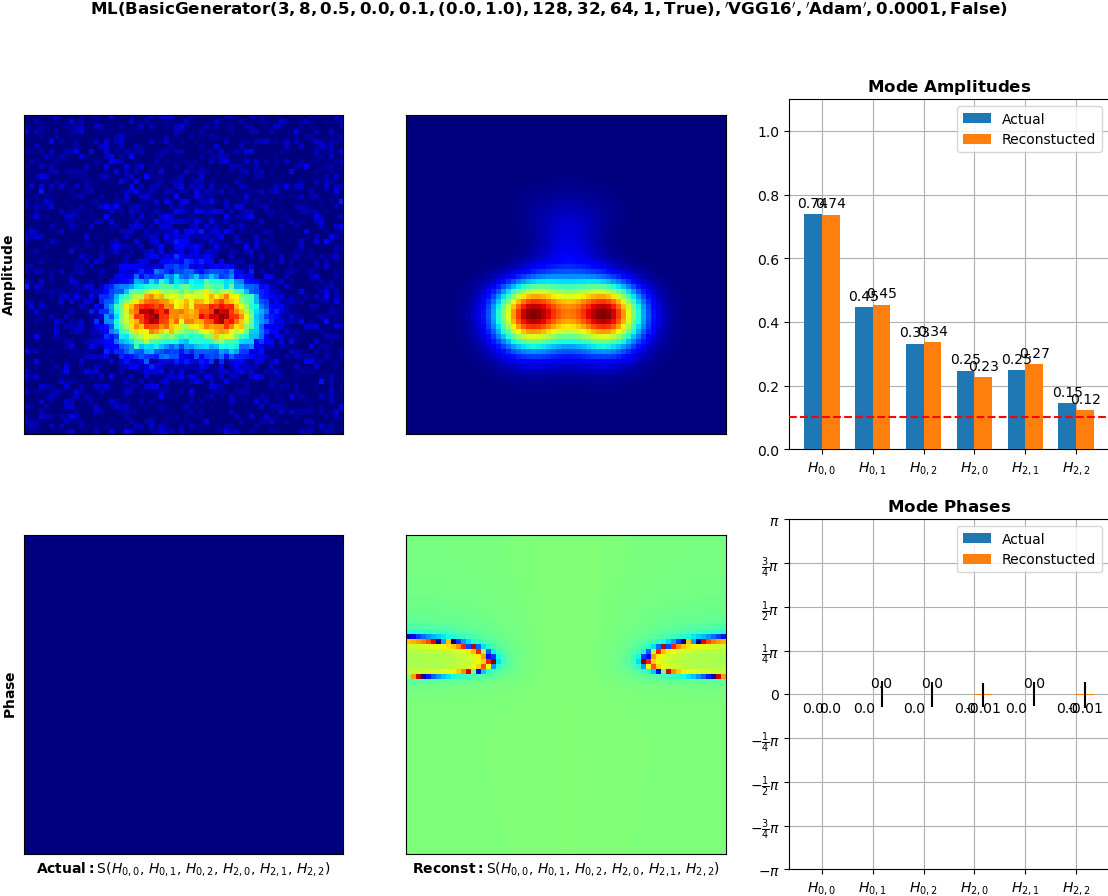 ML(BasicGenerator(3, 8, 0.5, 0.0, 0.1, (0.0, 1.0), 128, 32, 64, 1, True), ′VGG16′, ′Adam′, 0.0001, False)
Amplitude
Mode Amplitudes
Actual
Reconstucted
1.0
0.8
0.6
0.4
0.2
0.0
0.74
0.74
0.45
0.45
0.33
0.34
0.25
0.23
0.25
0.27
0.15
0.12
H0, 0
H0, 1
H0, 2
H2, 0
H2, 1
H2, 2
Phase
Mode Phases
Actual
Reconstucted
π
3/4π
1/2π
1/4π
0
−1/4π
−1/2π
−3/4π
−π
0.0
0.0
0.0
0.0
0.0
0.0
0.0
-0.01
0.0
0.0
0.0
-0.01
H0, 0
H0, 1
H0, 2
H2, 0
H2, 1
H2, 2
Actual: S(H0, 0, H0, 1, H0, 2, H2, 0, H2, 1, H2, 2)
Reconst: S(H0, 0, H0, 1, H0, 2, H2, 0, H2, 1, H2, 2)